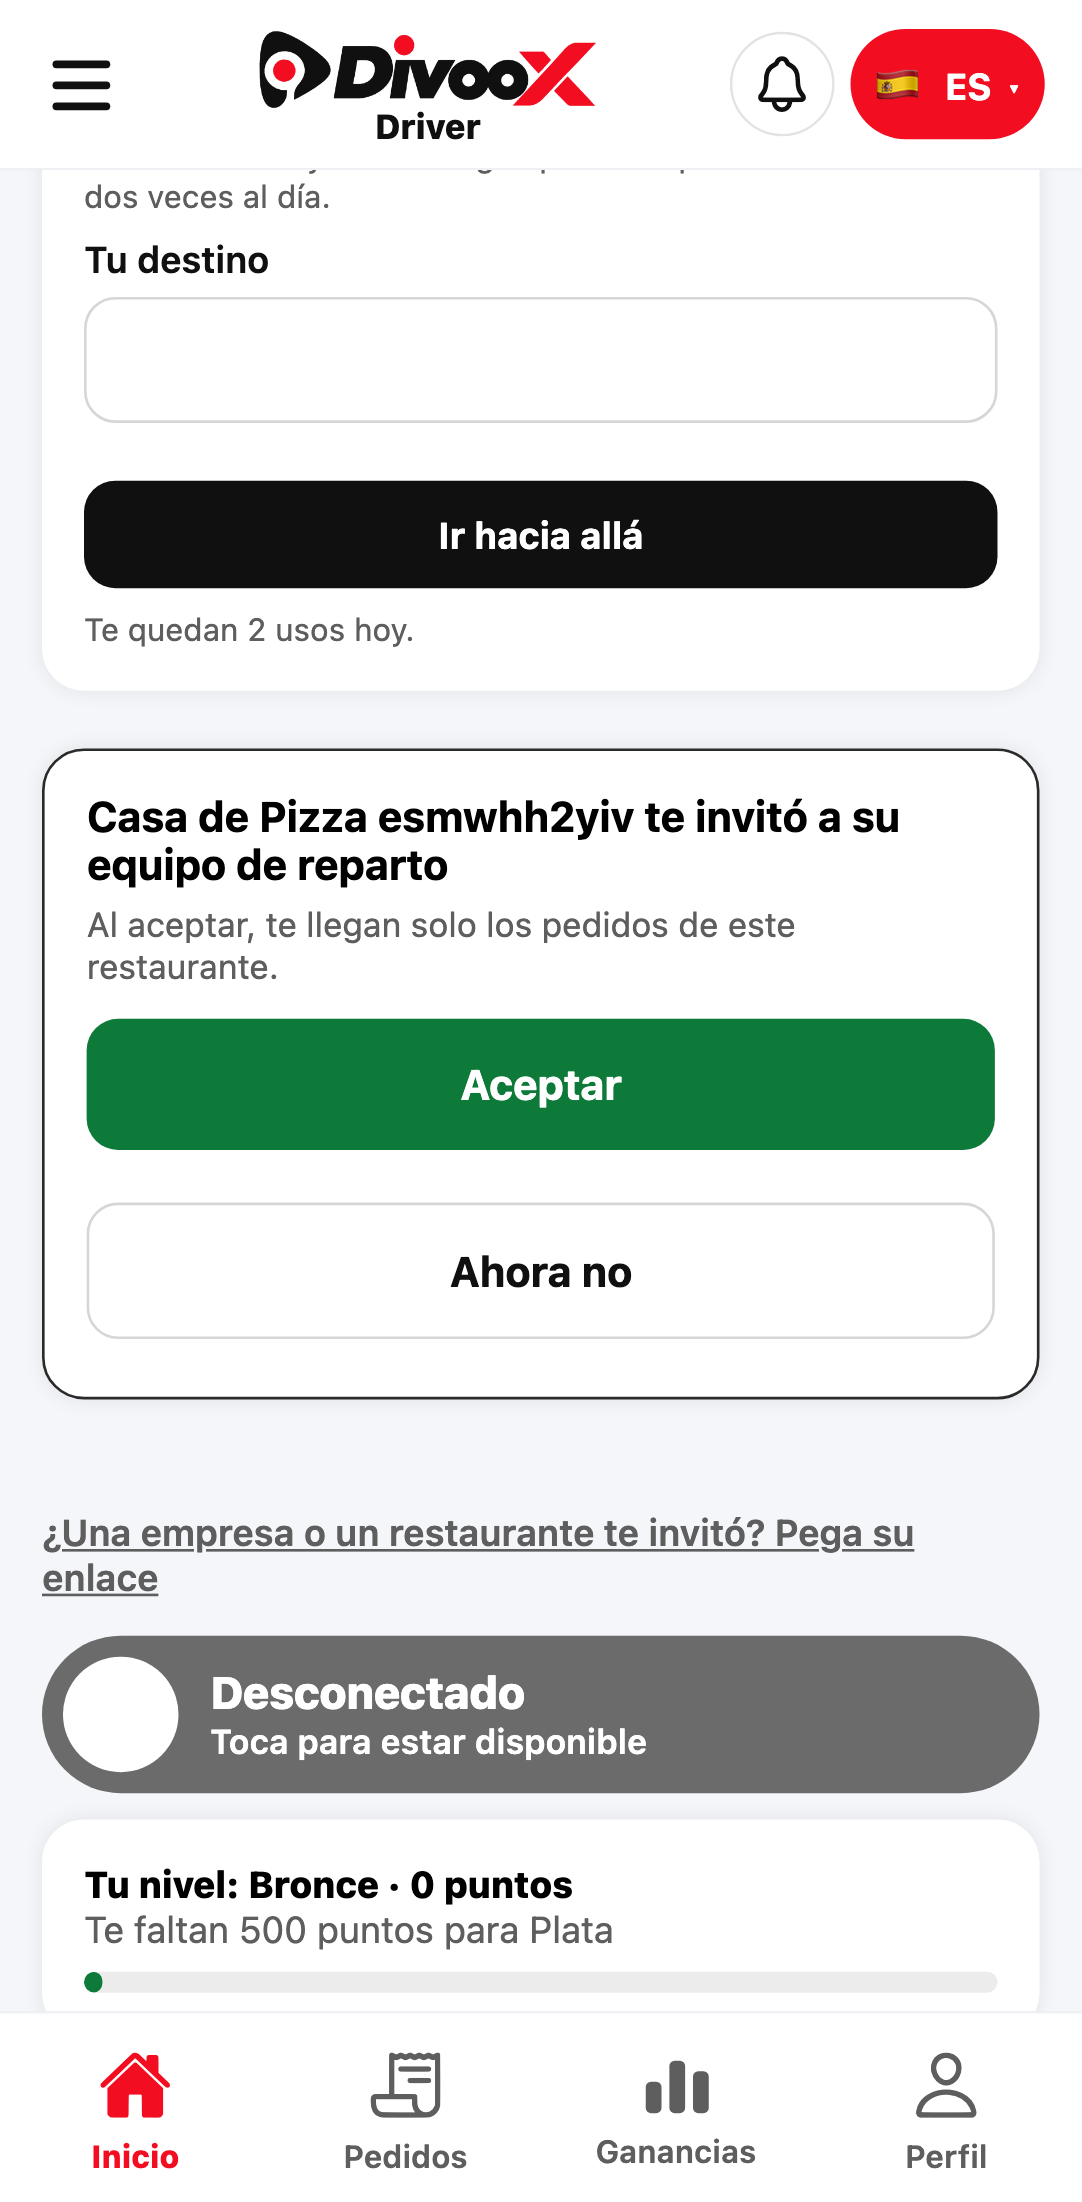 DivooX
Driver
ES
dos veces al día.
Tu destino
Ir hacia allá
Te quedan 2 usos hoy.
Casa de Pizza esmwhh2yiv te invitó a su
equipo de reparto
Al aceptar, te llegan solo los pedidos de este
restaurante.
Aceptar
Ahora no
¿Una empresa o un restaurante te invitó? Pega su
enlace
Desconectado
Toca para estar disponible
Tu nivel: Bronce · 0 puntos
Te faltan 500 puntos para Plata
Inicio
Pedidos
Ganancias
Perfil